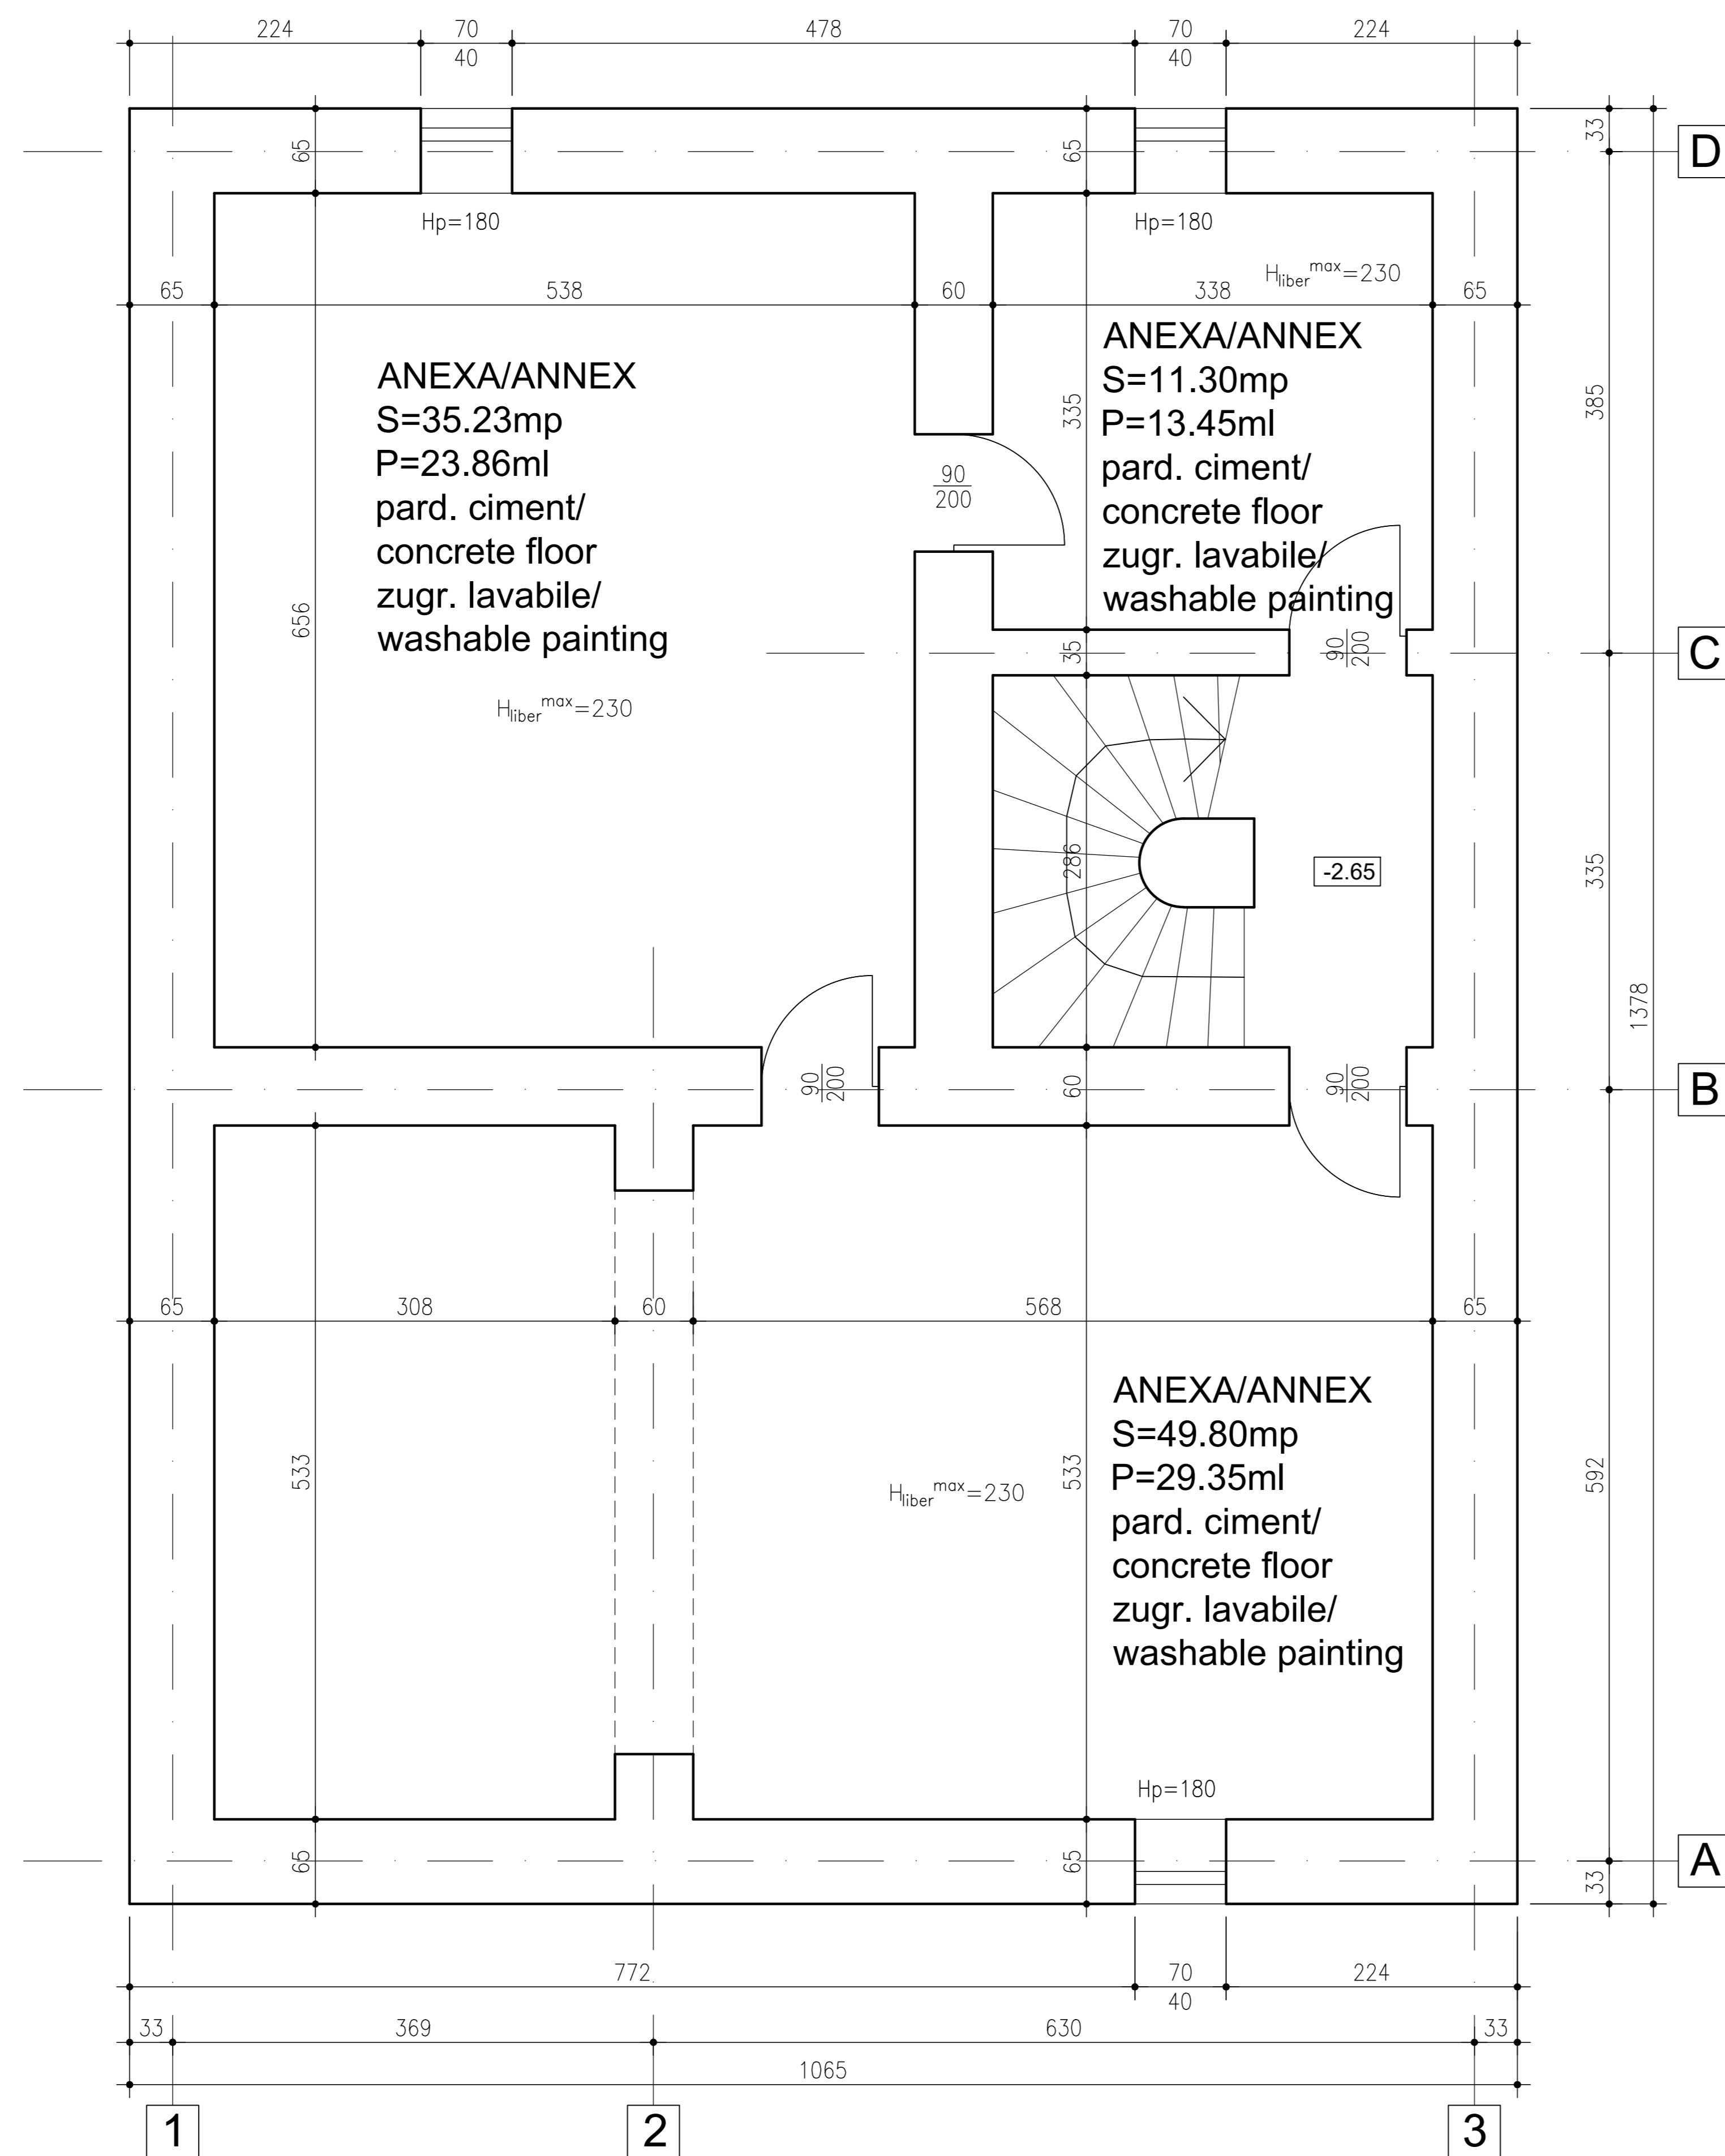 224 70 478 70 224
40 40
33
D
65 65
Hp=180 Hp=180
Hliber max=230
65 538 60 338 65
ANEXA/ANNEX
S=35.23mp
P=23.86ml
pard. ciment/
concrete floor
zugr. lavabile/
washable painting
Hliber max=230
656
ANEXA/ANNEX
S=11.30mp
P=13.45ml
pard. ciment/
concrete floor
zugr. lavabile/
washable painting
335
385
90
200
35
90
200
C
286
-2.65
335
1378
90
200
60
90
200
B
65 308 60 568 65
533
Hliber max=230
533
ANEXA/ANNEX
S=49.80mp
P=29.35ml
pard. ciment/
concrete floor
zugr. lavabile/
washable painting
592
Hp=180
65 65
A
33
772 70 224
40
33 369 630 33
1065
1 2 3